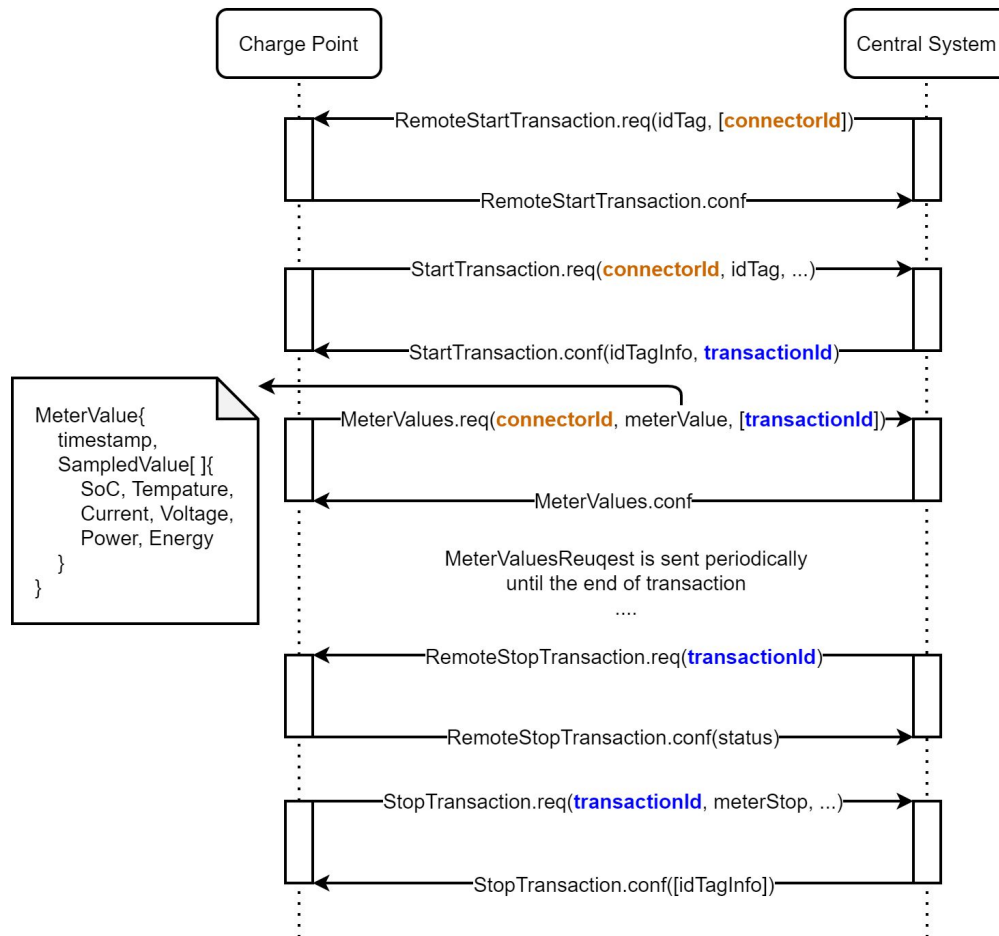 Charge Point
Central System
RemoteStartTransaction.req(idTag, [connectorId])
RemoteStartTransaction.conf
StartTransaction.req(connectorId, idTag, ...)
StartTransaction.conf(idTagInfo, transactionId)
MeterValue{
timestamp,
SampledValue[ ]{
SoC, Tempature,
Current, Voltage,
Power, Energy
}
}
MeterValues.req(connectorId, meterValue, [transactionId])
MeterValues.conf
MeterValuesReuqest is sent periodically
until the end of transaction
....
RemoteStopTransaction.req(transactionId)
RemoteStopTransaction.conf(status)
StopTransaction.req(transactionId, meterStop, ...)
StopTransaction.conf([idTagInfo])